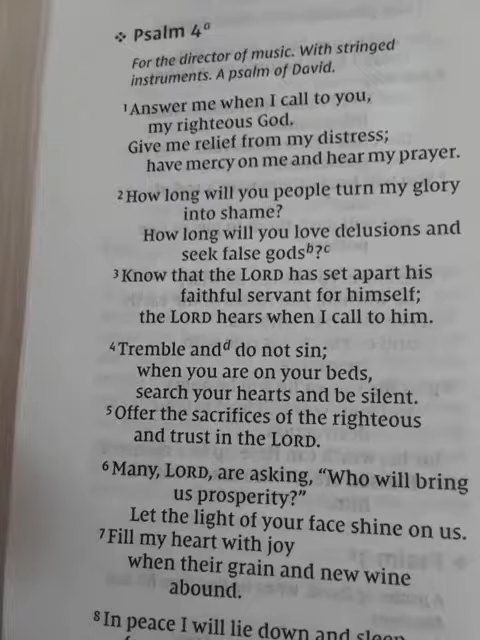 ❖ Psalm 4ᵃ
For the director of music. With stringed
instruments. A psalm of David.
¹Answer me when I call to you,
my righteous God.
Give me relief from my distress;
have mercy on me and hear my prayer.
²How long will you people turn my glory
into shame?
How long will you love delusions and
seek false godsᵇ?ᶜ
³Know that the LORD has set apart his
faithful servant for himself;
the LORD hears when I call to him.
⁴Tremble andᵈ do not sin;
when you are on your beds,
search your hearts and be silent.
⁵Offer the sacrifices of the righteous
and trust in the LORD.
⁶Many, LORD, are asking, “Who will bring
us prosperity?”
Let the light of your face shine on us.
⁷Fill my heart with joy
when their grain and new wine
abound.
⁸In peace I will lie down and sleep